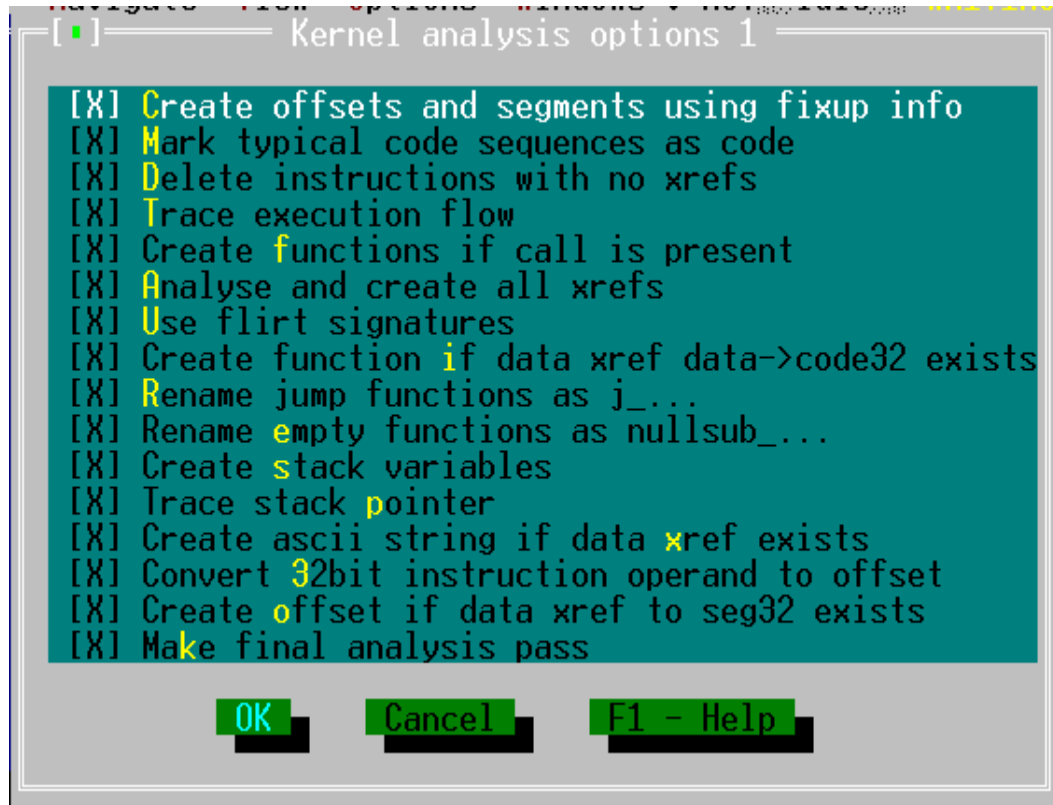 [▪] Kernel analysis options 1
[X] Create offsets and segments using fixup info
[X] Mark typical code sequences as code
[X] Delete instructions with no xrefs
[X] Trace execution flow
[X] Create functions if call is present
[X] Analyse and create all xrefs
[X] Use flirt signatures
[X] Create function if data xref data->code32 exists
[X] Rename jump functions as j_...
[X] Rename empty functions as nullsub_...
[X] Create stack variables
[X] Trace stack pointer
[X] Create ascii string if data xref exists
[X] Convert 32bit instruction operand to offset
[X] Create offset if data xref to seg32 exists
[X] Make final analysis pass
OK Cancel F1 - Help